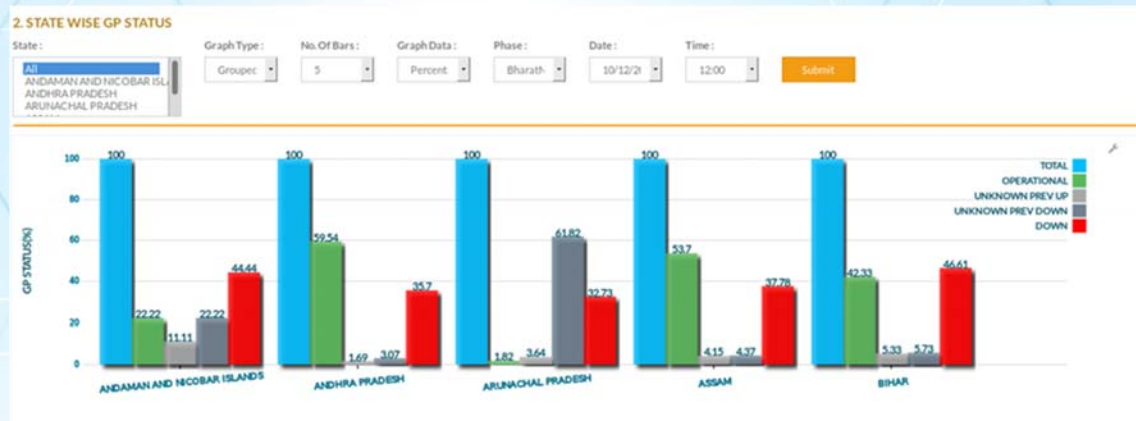 2. STATE WISE GP STATUS
State :
Graph Type :
No. Of Bars :
Graph Data :
Phase :
Date :
Time :
All
ANDAMAN AND NICOBAR ISLA
ANDHRA PRADESH
ARUNACHAL PRADESH
Groupec
5
Percent
Bharath
10/12/20
12:00
Submit
100
80
60
40
20
0
GP STATUS(%)
100 22.22 11.11 22.22 44.44
100 59.54 1.69 3.07 35.7
100 1.82 3.64 61.82 32.73
100 53.7 4.15 4.37 37.78
100 42.33 5.33 5.73 46.61
TOTAL
OPERATIONAL
UNKNOWN PREV UP
UNKNOWN PREV DOWN
DOWN
ANDAMAN AND NICOBAR ISLANDS
ANDHRA PRADESH
ARUNACHAL PRADESH
ASSAM
BIHAR